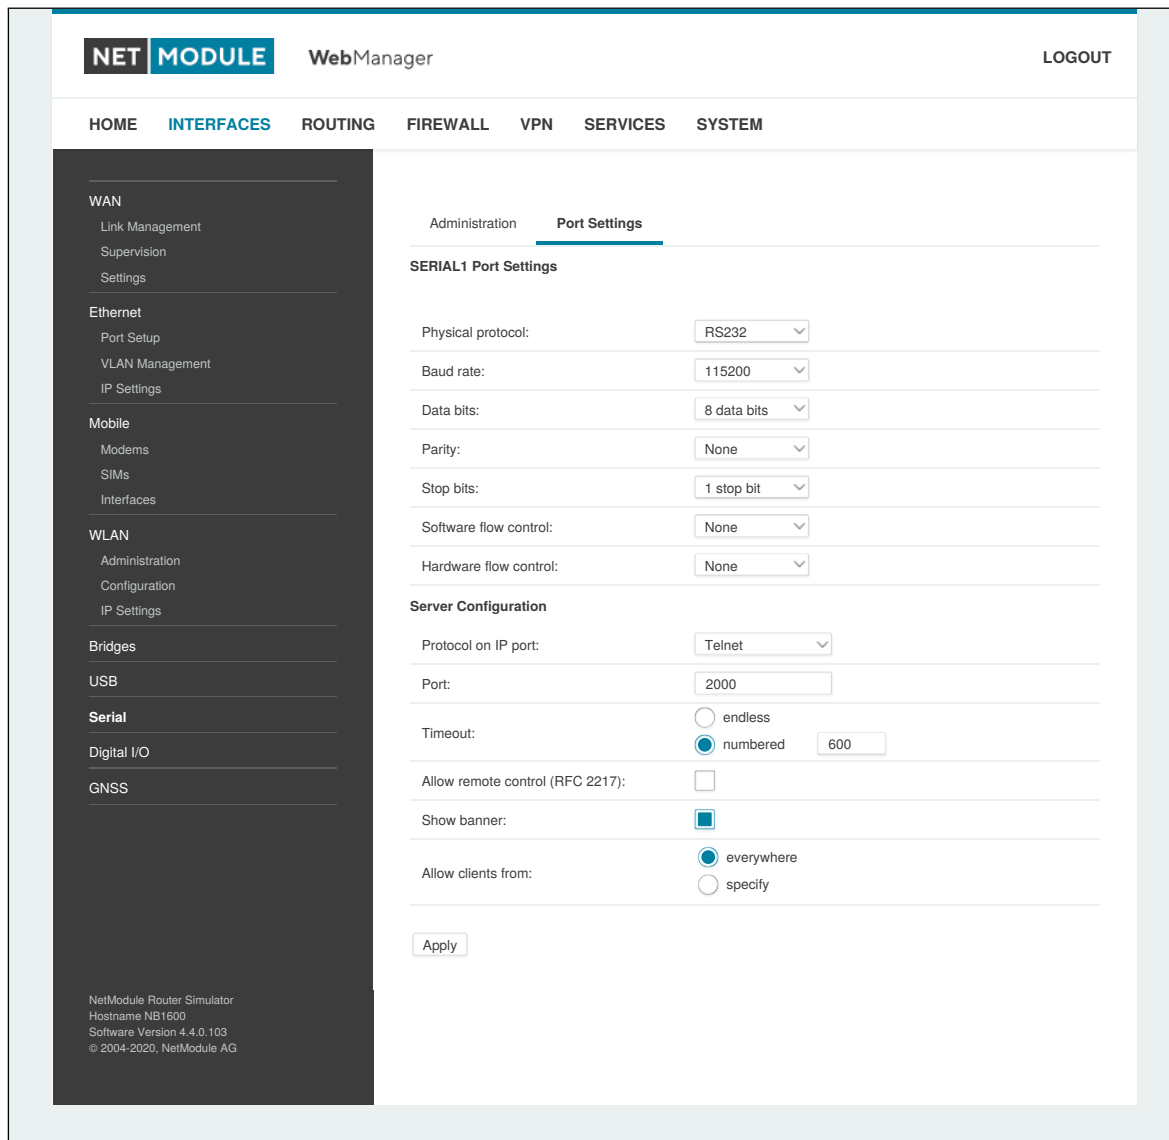 NET MODULE WebManager LOGOUT
HOME INTERFACES ROUTING FIREWALL VPN SERVICES SYSTEM
WAN
Link Management
Supervision
Settings
Ethernet
Port Setup
VLAN Management
IP Settings
Mobile
Modems
SIMs
Interfaces
WLAN
Administration
Configuration
IP Settings
Bridges
USB
Serial
Digital I/O
GNSS
NetModule Router Simulator
Hostname NB1600
Software Version 4.4.0.103
© 2004-2020, NetModule AG
Administration Port Settings
SERIAL1 Port Settings
Physical protocol: RS232
Baud rate: 115200
Data bits: 8 data bits
Parity: None
Stop bits: 1 stop bit
Software flow control: None
Hardware flow control: None
Server Configuration
Protocol on IP port: Telnet
Port: 2000
Timeout: endless
numbered 600
Allow remote control (RFC 2217):
Show banner:
Allow clients from: everywhere
specify
Apply